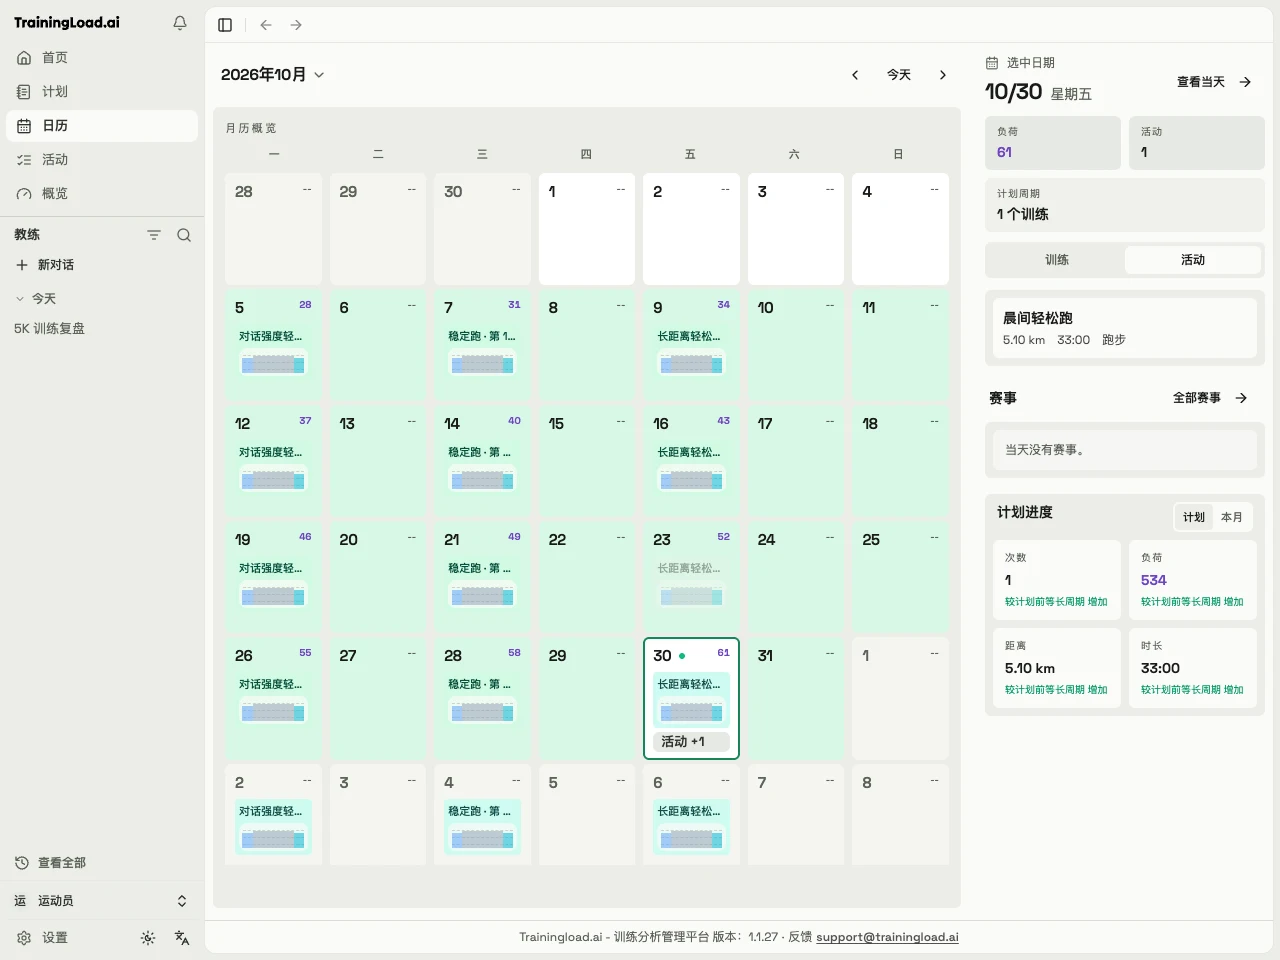 TrainingLoad.ai
首页
计划
日历
活动
概览
教练
新对话
今天
5K 训练复盘
查看全部
运 运动员
设置
2026年10月
今天
月历概览
一 二 三 四 五 六 日
28 -- 29 -- 30 -- 1 -- 2 -- 3 -- 4 --
5 28 6 -- 7 31 8 -- 9 34 10 -- 11 --
对话强度轻... 稳定跑 · 第 1... 长距离轻松...
12 37 13 -- 14 40 15 -- 16 43 17 -- 18 --
对话强度轻... 稳定跑 · 第 ... 长距离轻松...
19 46 20 -- 21 49 22 -- 23 52 24 -- 25 --
对话强度轻... 稳定跑 · 第 ... 长距离轻松...
26 55 27 -- 28 58 29 -- 30 61 31 -- 1 --
对话强度轻... 稳定跑 · 第 ... 长距离轻松...
活动 +1
2 -- 3 -- 4 -- 5 -- 6 -- 7 -- 8 --
对话强度轻... 稳定跑 · 第 ... 长距离轻松...
选中日期
10/30 星期五
查看当天
负荷
61
活动
1
计划周期
1 个训练
训练 活动
晨间轻松跑
5.10 km 33:00 跑步
赛事
全部赛事
当天没有赛事。
计划进度
计划 本月
次数
1
较计划前等长周期 增加
负荷
534
较计划前等长周期 增加
距离
5.10 km
较计划前等长周期 增加
时长
33:00
较计划前等长周期 增加
Trainingload.ai - 训练分析管理平台 版本: 1.1.27 · 反馈 support@trainingload.ai